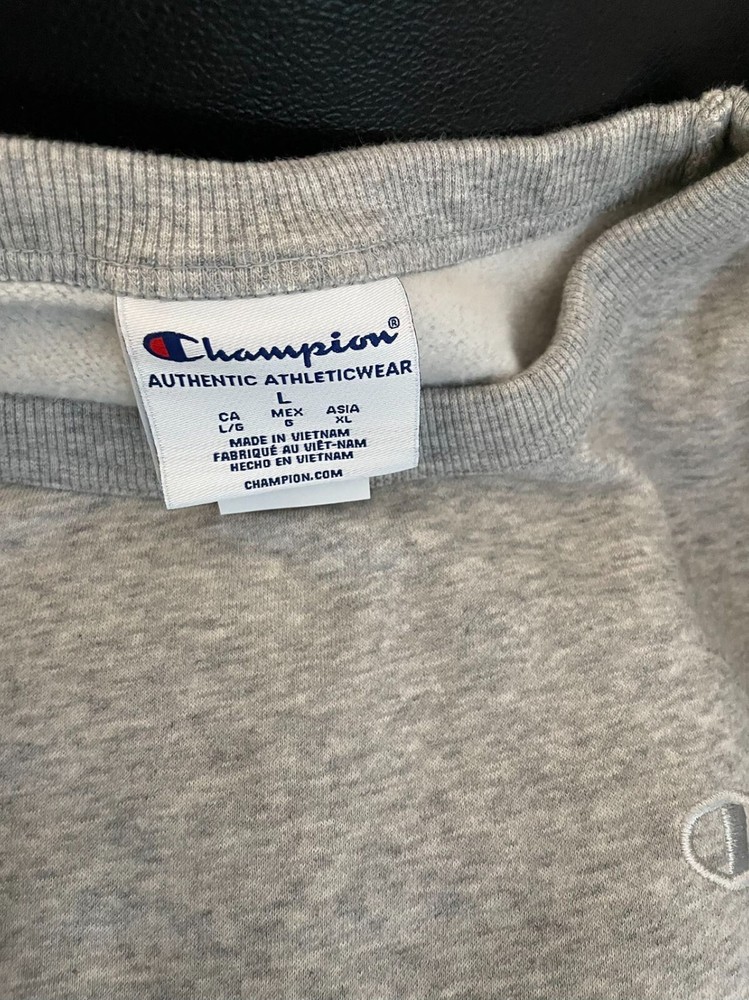 Champion®
AUTHENTIC ATHLETICWEAR
L
CA MEX ASIA
L/G G XL
MADE IN VIETNAM
FABRIQUÉ AU VIÊT-NAM
HECHO EN VIETNAM
CHAMPION.COM